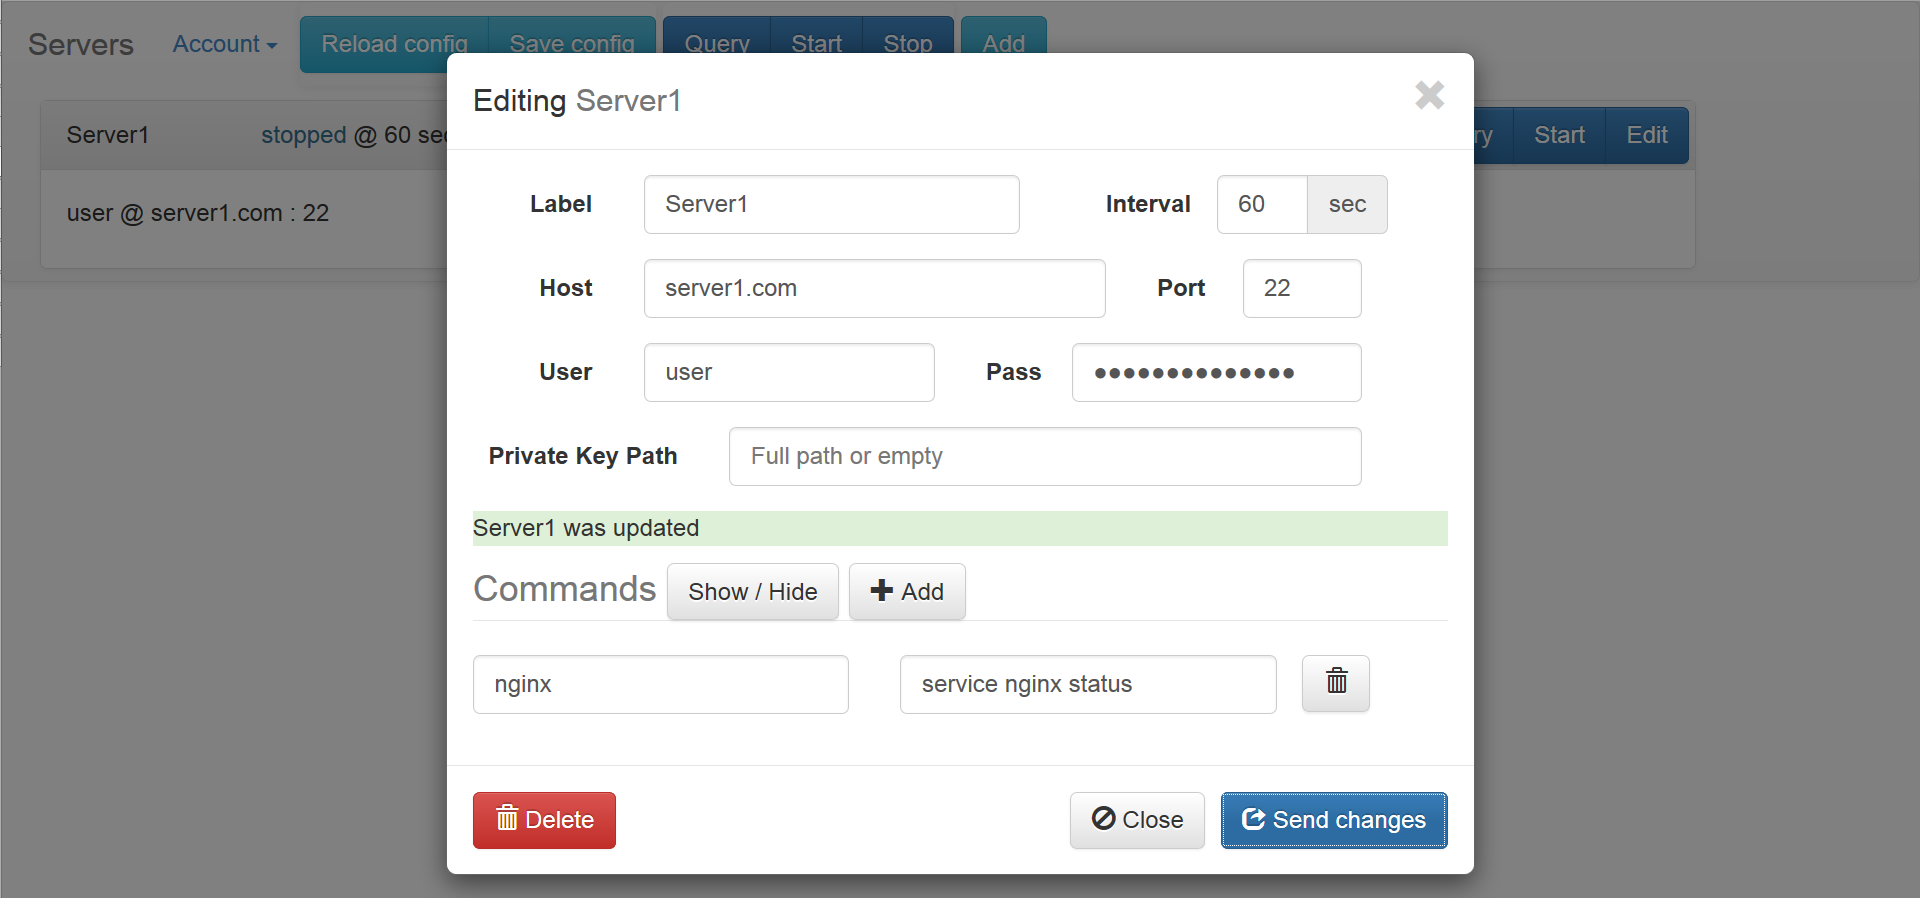 Servers Account Reload config Save config Query Start Stop Add
Editing Server1
Server1 stopped @ 60 Start Edit
Label Server1 Interval 60 sec
user @ server1.com : 22
Host server1.com Port 22
User user Pass ••••••••••••••
Private Key Path Full path or empty
Server1 was updated
Commands Show / Hide Add
nginx service nginx status
Delete Close Send changes